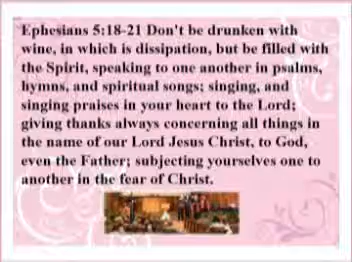 Ephesians 5:18-21 Don't be drunken with
wine, in which is dissipation, but be filled with
the Spirit, speaking to one another in psalms,
hymns, and spiritual songs; singing, and
singing praises in your heart to the Lord;
giving thanks always concerning all things in
the name of our Lord Jesus Christ, to God,
even the Father; subjecting yourselves one to
another in the fear of Christ.